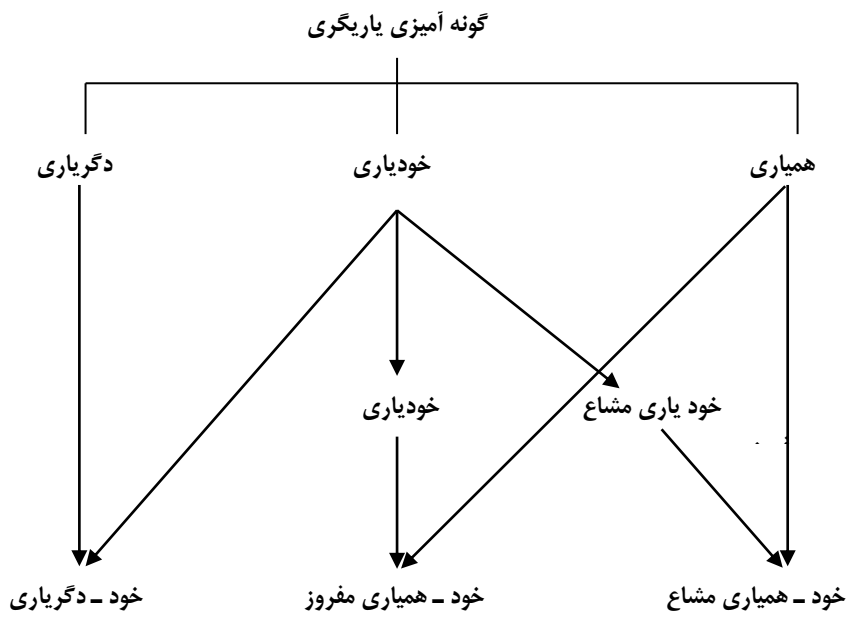 گونه آمیزی یاریگری
همیاری
خودیاری
دگریاری
خود یاری مشاع
خودیاری
خود ـ همیاری مشاع
خود ـ همیاری مفروز
خود ـ دگریاری